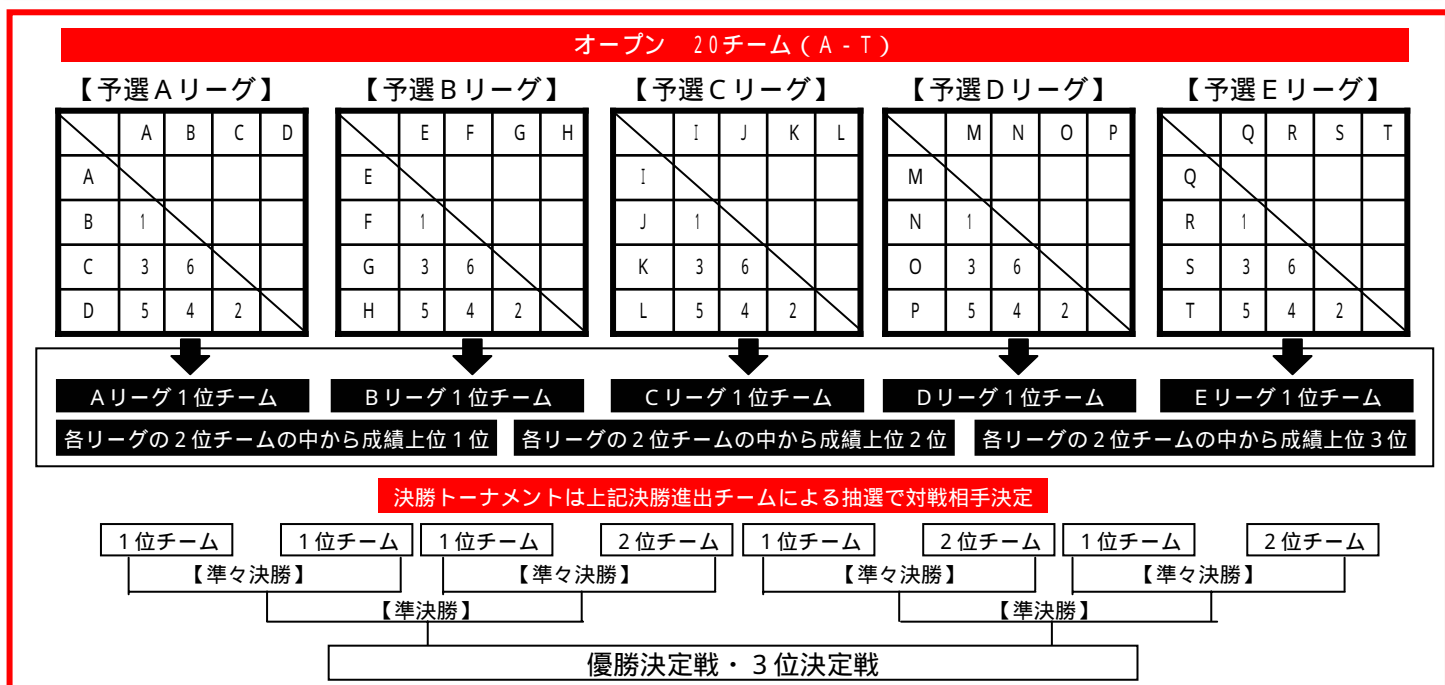 オープン 20チーム(A-T)
【予選Aリーグ】 【予選Bリーグ】 【予選Cリーグ】 【予選Dリーグ】 【予選Eリーグ】
A B C D E F G H I J K L M N O P Q R S T
A E I M Q
B 1 F 1 J 1 N 1 R 1
C 3 6 G 3 6 K 3 6 O 3 6 S 3 6
D 5 4 2 H 5 4 2 L 5 4 2 P 5 4 2 T 5 4 2
Aリーグ1位チーム Bリーグ1位チーム Cリーグ1位チーム Dリーグ1位チーム Eリーグ1位チーム
各リーグの2位チームの中から成績上位1位 各リーグの2位チームの中から成績上位2位 各リーグの2位チームの中から成績上位3位
決勝トーナメントは上記決勝進出チームによる抽選で対戦相手決定
1位チーム 1位チーム 1位チーム 2位チーム 1位チーム 2位チーム 1位チーム 2位チーム
【準々決勝】 【準々決勝】 【準々決勝】 【準々決勝】
【準決勝】 【準決勝】
優勝決定戦・3位決定戦